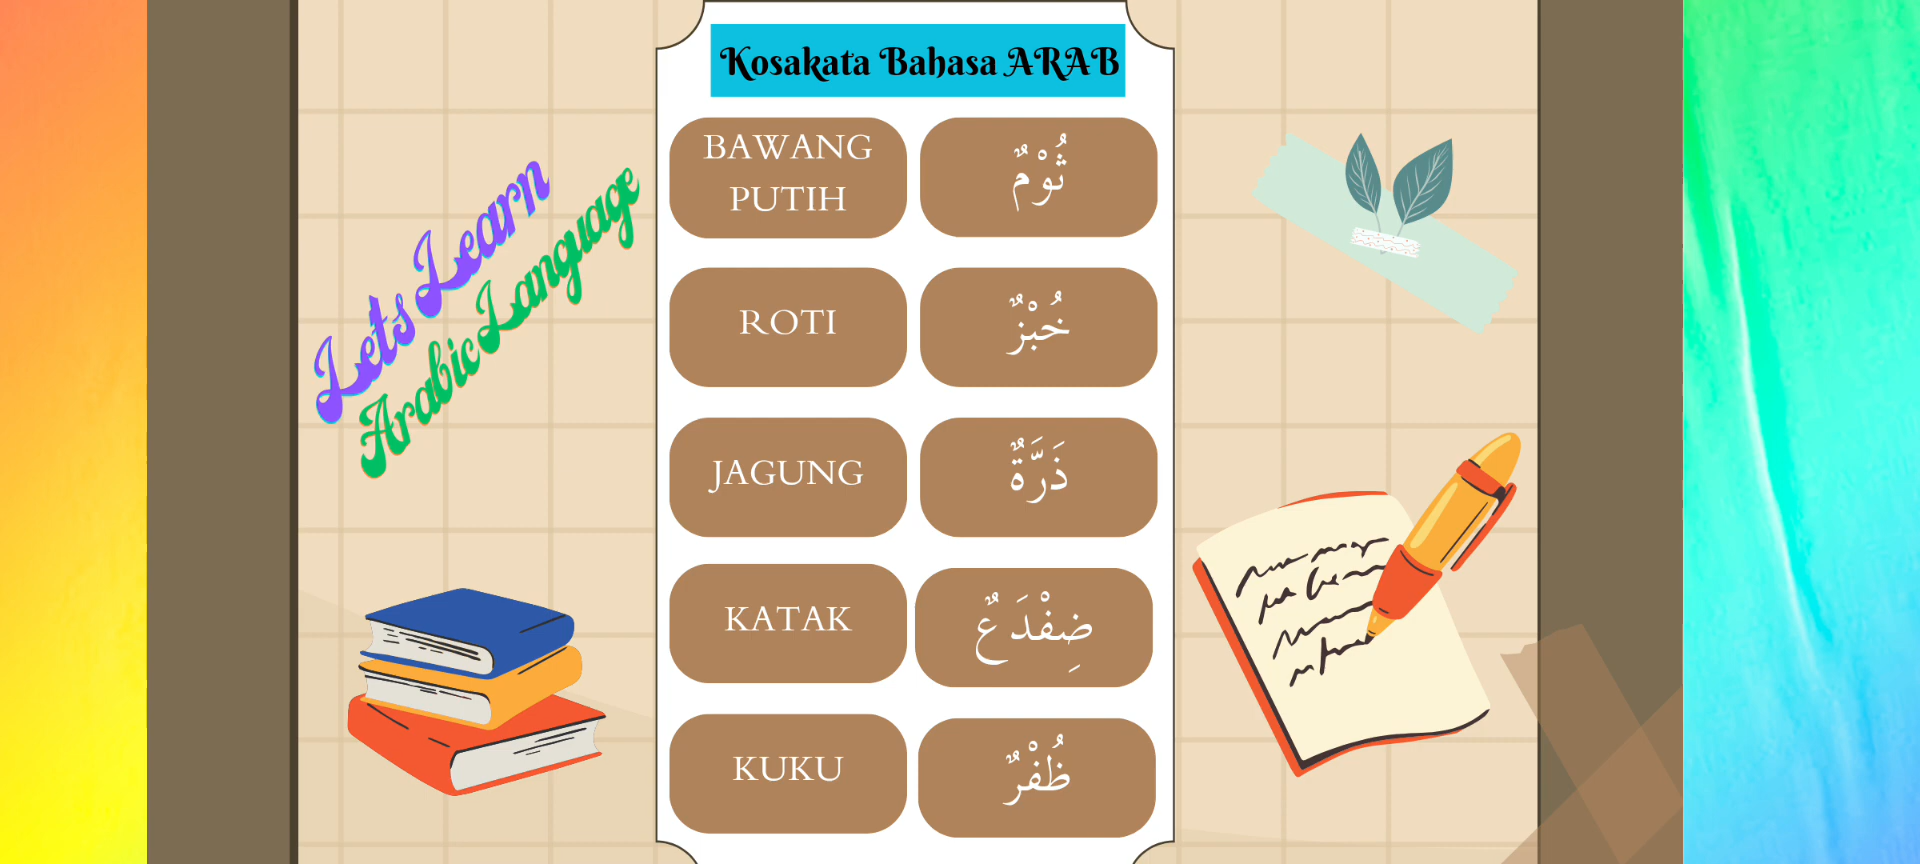 Kosakata Bahasa ARAB
Lets Learn
Arabic Language
BAWANG
PUTIH
ثُوْمٌ
ROTI
خُبْزٌ
JAGUNG
ذَرَّةٌ
KATAK
ضِفْدَعٌ
KUKU
ظُفْرٌ